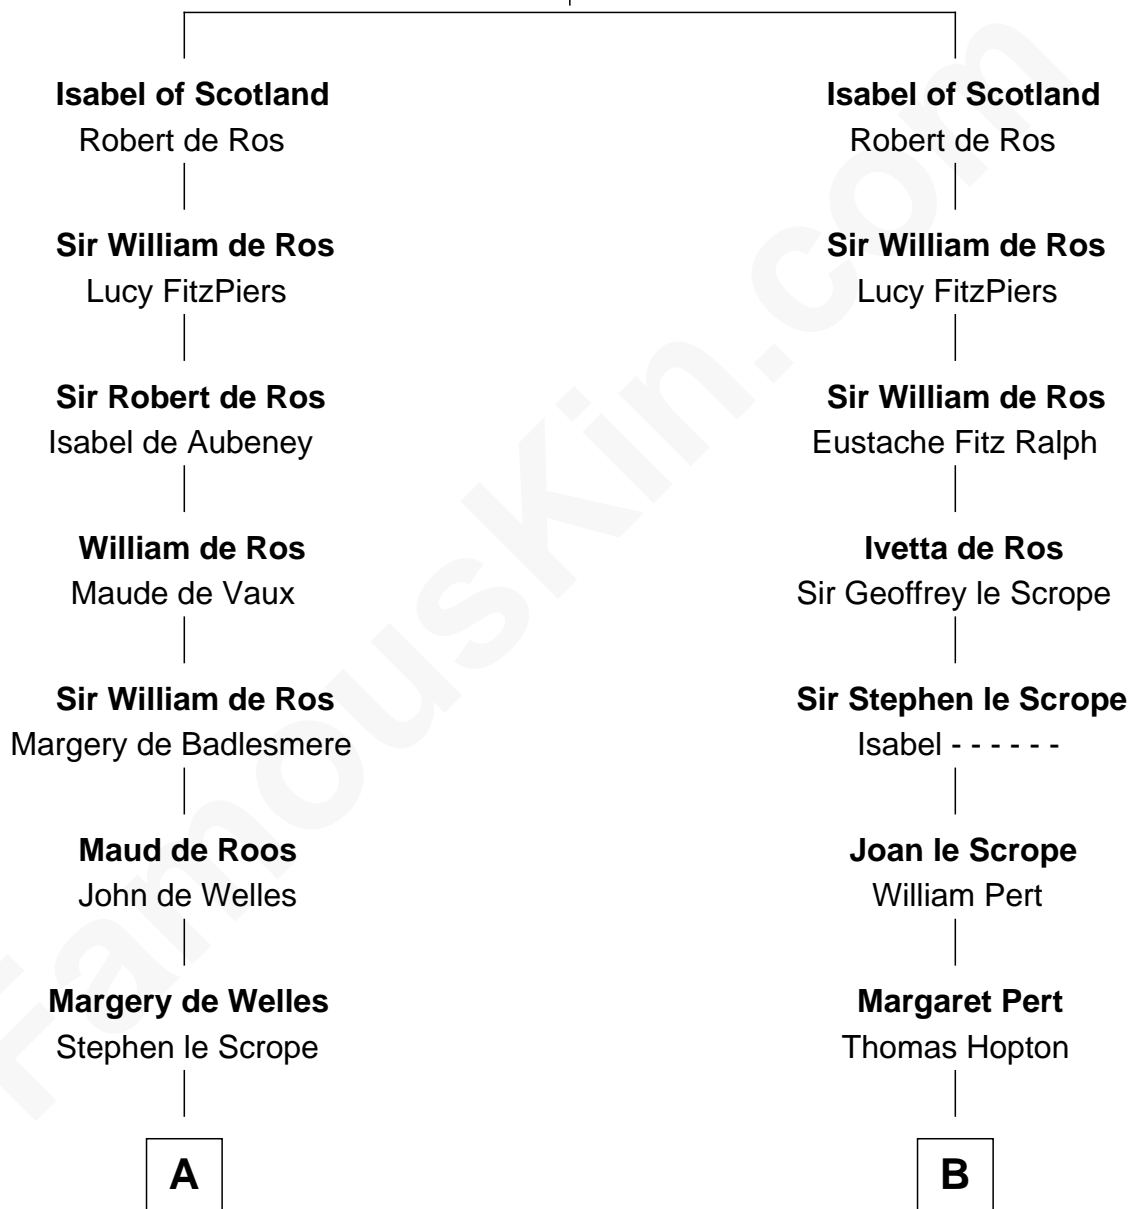 Isabel of Scotland
Robert de Ros
Sir William de Ros
Lucy FitzPiers
Sir Robert de Ros
Isabel de Aubeney
William de Ros
Maude de Vaux
Sir William de Ros
Margery de Badlesmere
Maud de Roos
John de Welles
Margery de Welles
Stephen le Scrope
A
Isabel of Scotland
Robert de Ros
Sir William de Ros
Lucy FitzPiers
Sir William de Ros
Eustache Fitz Ralph
Ivetta de Ros
Sir Geoffrey le Scrope
Sir Stephen le Scrope
Isabel - - - - - -
Joan le Scrope
William Pert
Margaret Pert
Thomas Hopton
B
FamousKin.com